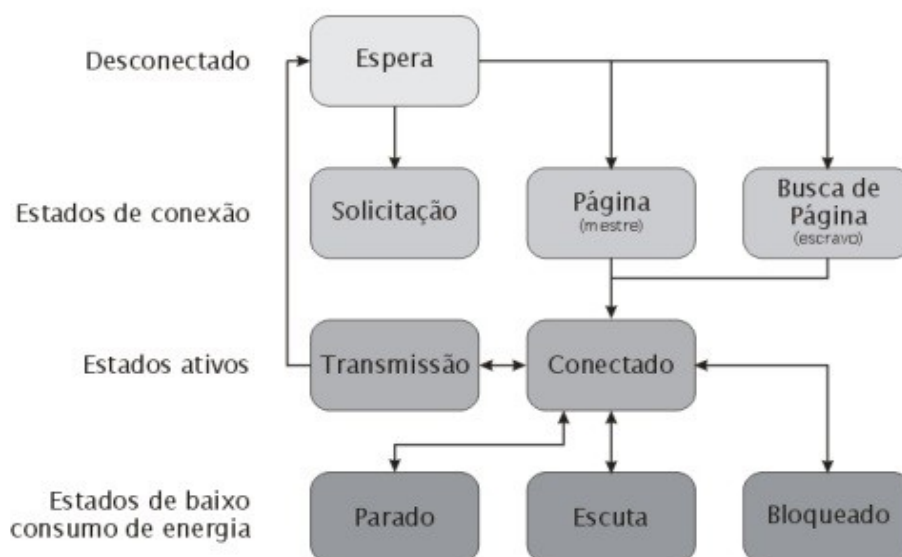 Desconectado
Espera
Estados de conexão
Solicitação
Página
(mestre)
Busca de
Página
(escravo)
Estados ativos
Transmissão
Conectado
Estados de baixo
consumo de energia
Parado
Escuta
Bloqueado